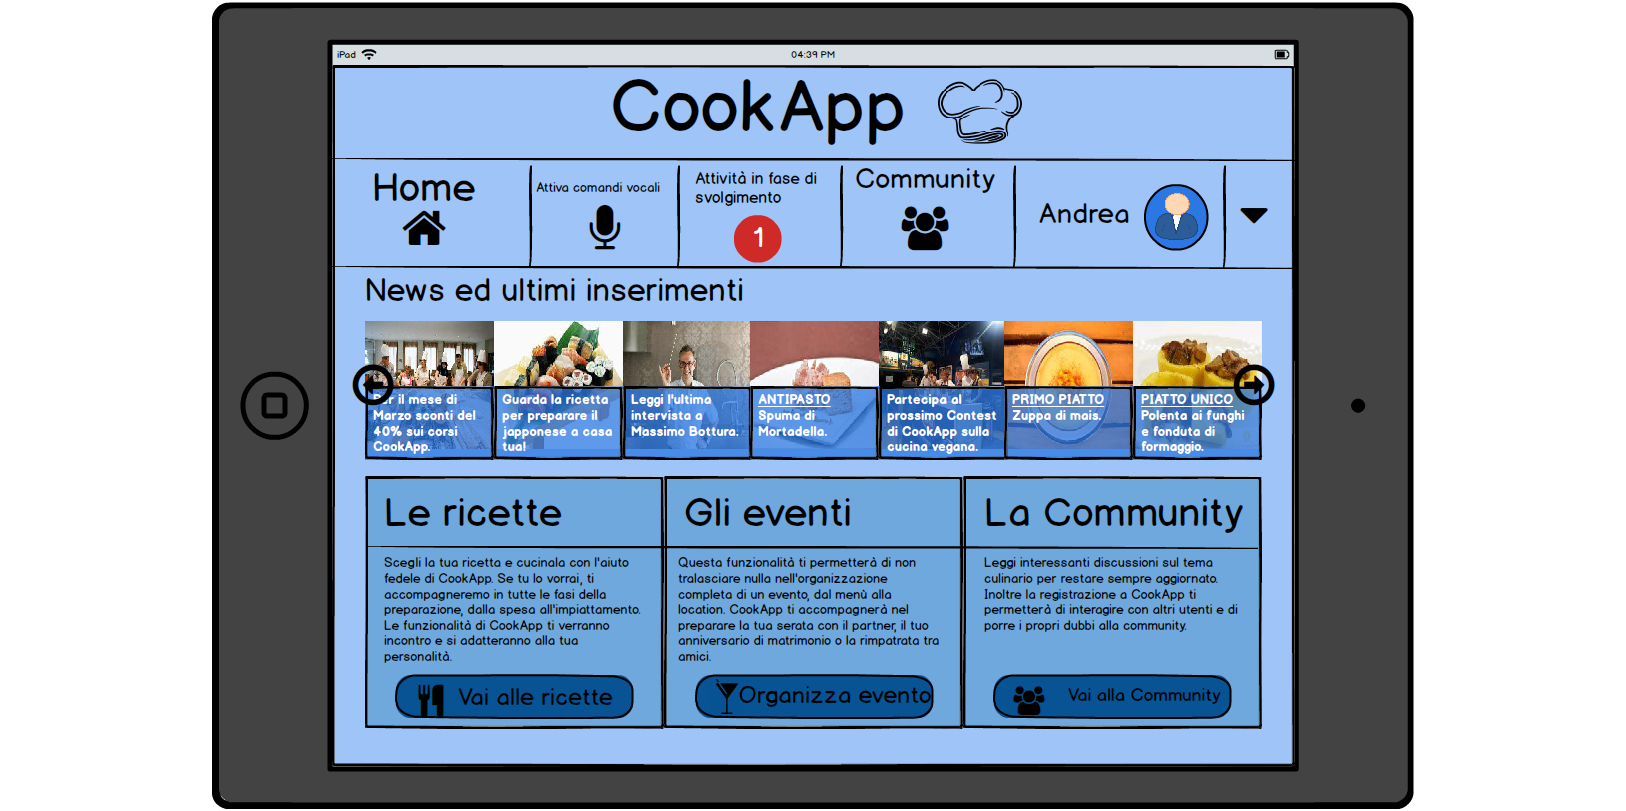 iPad
04:39 PM
CookApp
Home
Attiva comandi vocali
Attività in fase di
svolgimento
1
Community
Andrea
News ed ultimi inserimenti
Per il mese di
Marzo sconti del
40% sui corsi
CookApp.
Guarda la ricetta
per preparare il
japponese a casa
tua!
Leggi l'ultima
intervista a
Massimo Bottura.
ANTIPASTO
Spuma di
Mortadella.
Partecipa al
prossimo Contest
di CookApp sulla
cucina vegana.
PRIMO PIATTO
Zuppa di mais.
PIATTO UNICO
Polenta ai funghi
e fonduta di
formaggio.
Le ricette
Scegli la tua ricetta e cucinala con l'aiuto
fedele di CookApp. Se tu lo vorrai, ti
accompagneremo in tutte le fasi della
preparazione, dalla spesa all'impiattamento.
Le funzionalità di CookApp ti verranno
incontro e si adatteranno alla tua
personalità.
Vai alle ricette
Gli eventi
Questa funzionalità ti permetterà di non
tralasciare nulla nell'organizzazione
completa di un evento, dal menù alla
location. CookApp ti accompagnerà nel
preparare la tua serata con il partner, il tuo
anniversario di matrimonio o la rimpatrata tra
amici.
Organizza evento
La Community
Leggi interessanti discussioni sul tema
culinario per restare sempre aggiornato.
Inoltre la registrazione a CookApp ti
permetterà di interagire con altri utenti e di
porre i propri dubbi alla community.
Vai alla Community